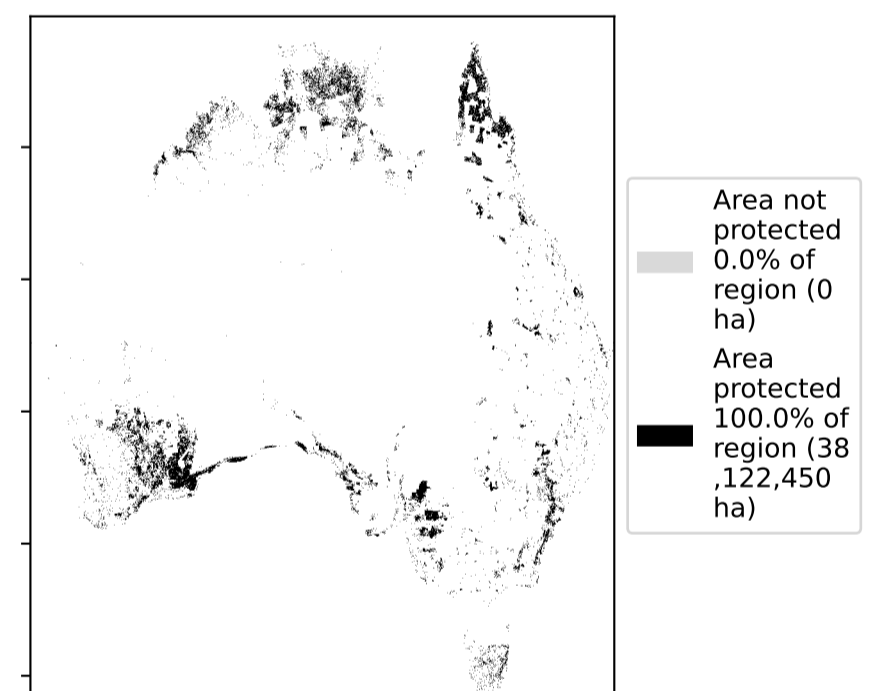 Area not
protected
0.0% of
region (0
ha)
Area
protected
100.0% of
region (38
,122,450
ha)